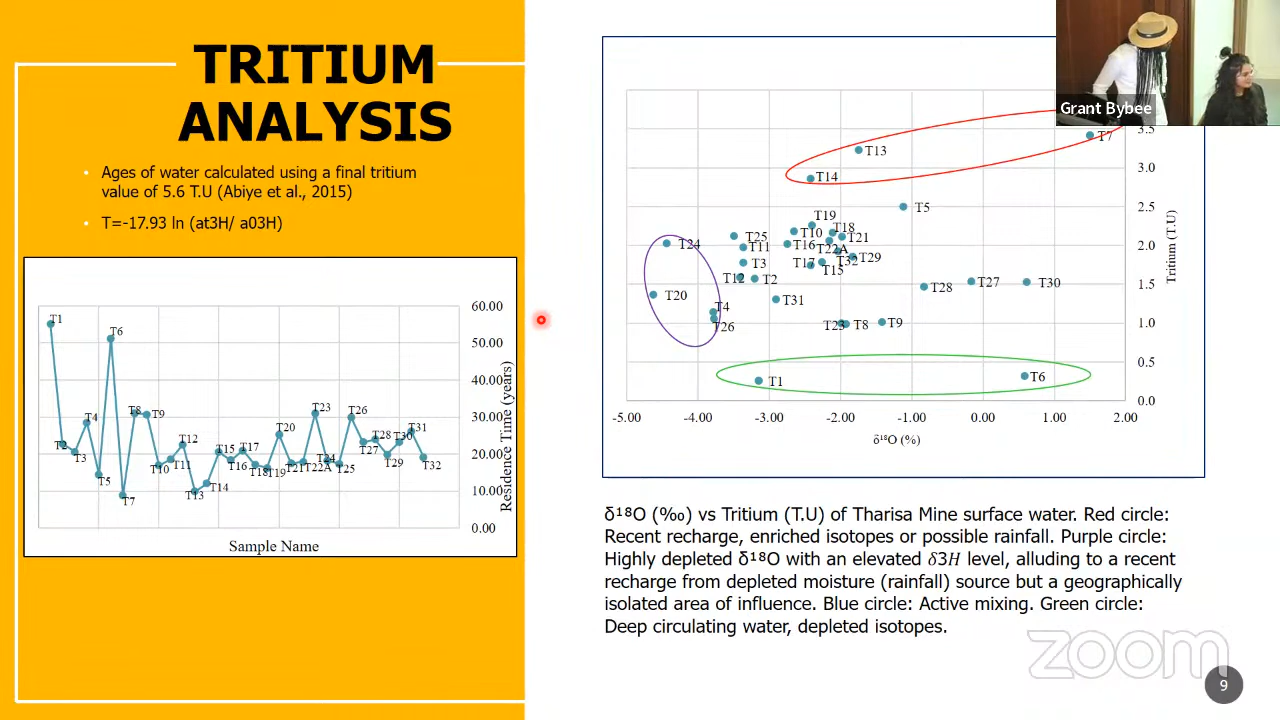 TRITIUM
ANALYSIS
• Ages of water calculated using a final tritium
value of 5.6 T.U (Abiye et al., 2015)
• T=-17.93 ln (at3H/ a03H)
60.00
50.00
40.00
30.00
20.00
10.00
0.00
Residence Time (years)
T1
T2
T3
T4
T5
T6
T7
T8
T9
T10
T11
T12
T13
T14
T15
T16
T17
T18
T19
T20
T21
T22A
T23
T24
T25
T26
T27
T28
T29
T30
T31
T32
Sample Name
Grant Bybee
3.5
3.0
2.5
2.0
1.5
1.0
0.5
0.0
Tritium (T.U)
T7
T13
T14
T5
T19
T18
T10
T21
T25
T24
T11
T16
T22A
T29
T32
T3
T17
T15
T12
T2
T20
T31
T28
T27
T30
T4
T26
T23
T8
T9
T1
T6
-5.00
-4.00
-3.00
-2.00
-1.00
0.00
1.00
2.00
δ¹⁸O (%)
δ¹⁸O (‰) vs Tritium (T.U) of Tharisa Mine surface water. Red circle:
Recent recharge, enriched isotopes or possible rainfall. Purple circle:
Highly depleted δ¹⁸O with an elevated 𝛿3𝐻 level, alluding to a recent
recharge from depleted moisture (rainfall) source but a geographically
isolated area of influence. Blue circle: Active mixing. Green circle:
Deep circulating water, depleted isotopes.
zoom
9